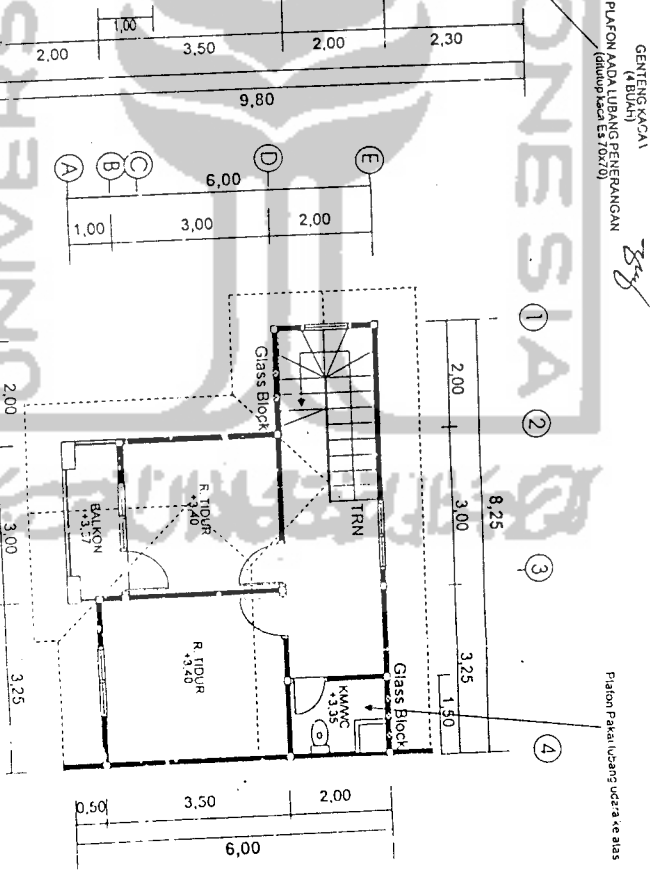 GENTENG KACA
(4 BUAH)
PLAFON AADA LUBANG PENERANGAN
(ditutup kaca Es 70x70)
1,00
2,00
3,50
2,00
2,30
9,80
A
B
C
D
E
6,00
1,00
3,00
2,00
1
2
3
4
2,00
3,00
3,25
8,25
1,50
Glass Block
TRN
R. TIDUR
+3,40
BALKON
R. TIDUR
+3,40
KM/WC
+3,35
Glass Block
Plafon Pakai lubang udara ke atas
2,00
3,00
3,25
0,50
3,50
2,00
6,00
ONESIA